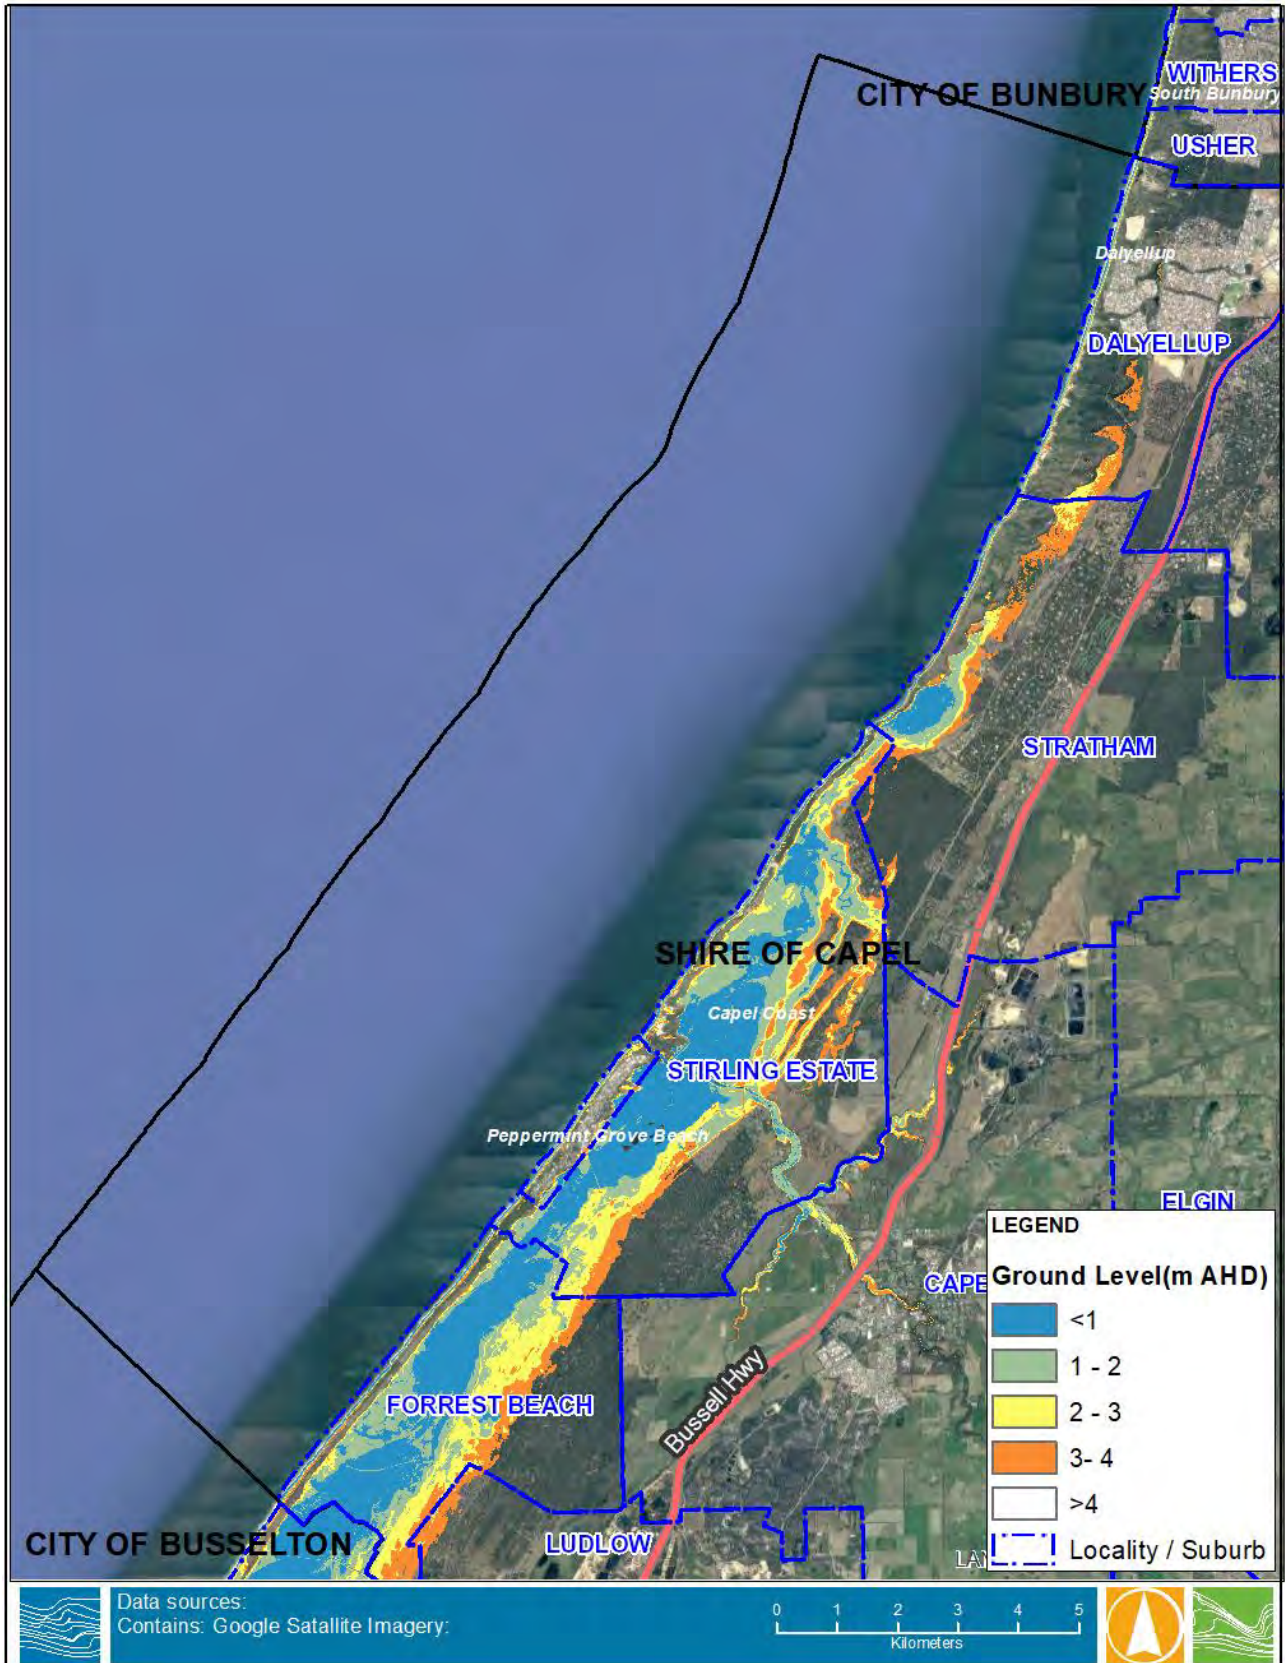 WITHERS
CITY OF BUNBURY
South Bunbury
USHER
Dalyellup
DALYELLUP
STRATHAM
SHIRE OF CAPEL
Capel Coast
STIRLING ESTATE
Peppermint Grove Beach
ELGIN
LEGEND
Ground Level(m AHD)
<1
1 - 2
2 - 3
3- 4
>4
Locality / Suburb
CAPE
Bussell Hwy
FORREST BEACH
CITY OF BUSSELTON
LUDLOW
Data sources:
Contains: Google Satallite Imagery:
0 1 2 3 4 5
Kilometers